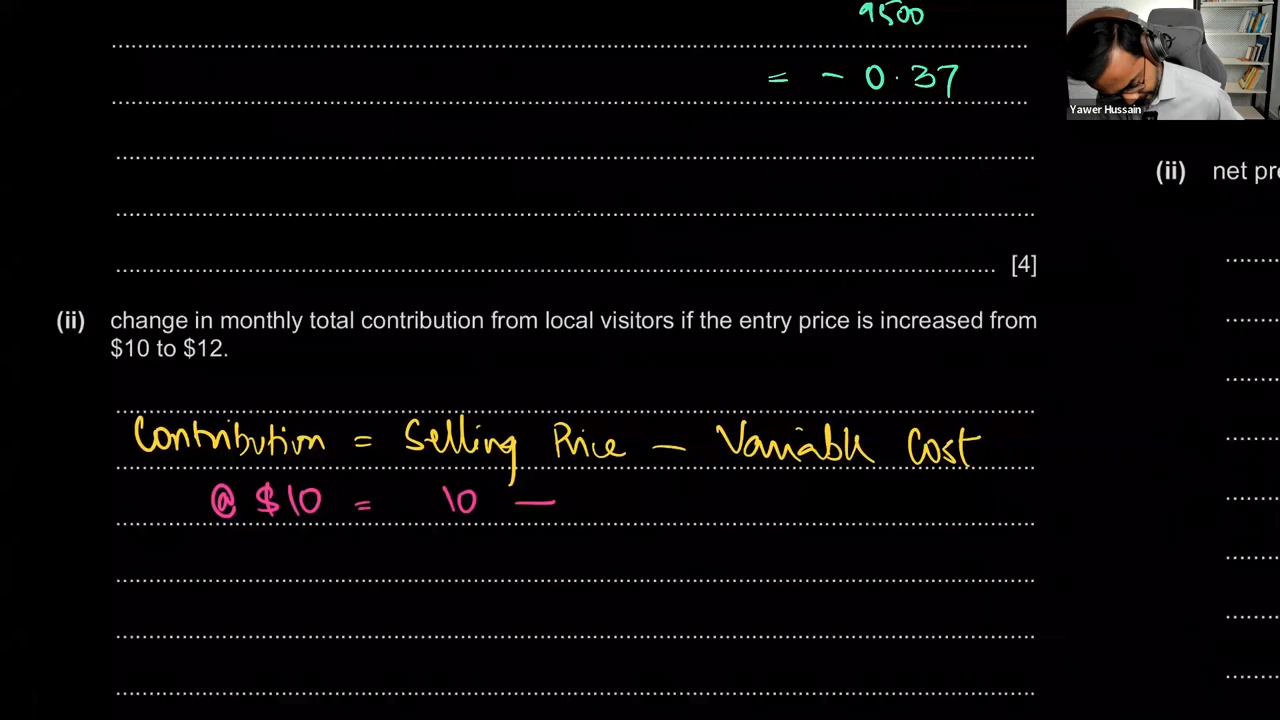 9500
= - 0.37
Yawer Hussain
(ii) net pr
[4]
(ii) change in monthly total contribution from local visitors if the entry price is increased from
$10 to $12.
Contribution = Selling Price - Variable Cost
@ $10 = 10 -